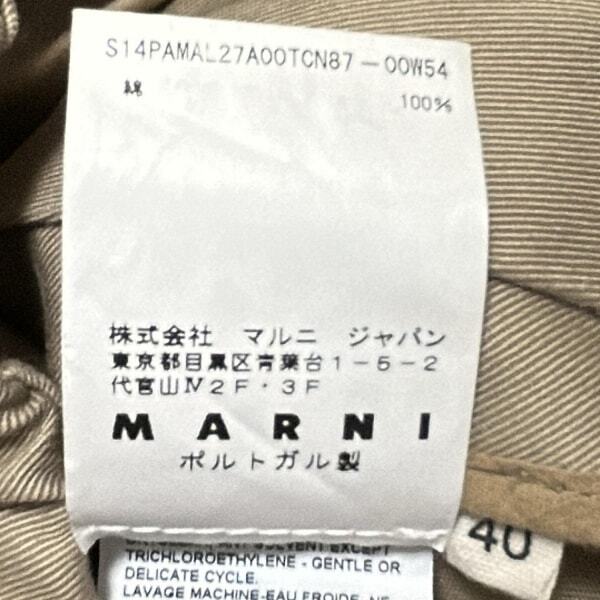 S14PAMAL27A00TCN87-00W54
綿 100%
株式会社 マルニ ジャパン
東京都目黒区青葉台1-5-2
代官山Ⅳ2F・3F
MARNI
ポルトガル製
40
TRICHLOROETHYLENE - GENTLE OR
DELICATE CYCLE.
LAVAGE MACHINE-EAU FROIDE, NE